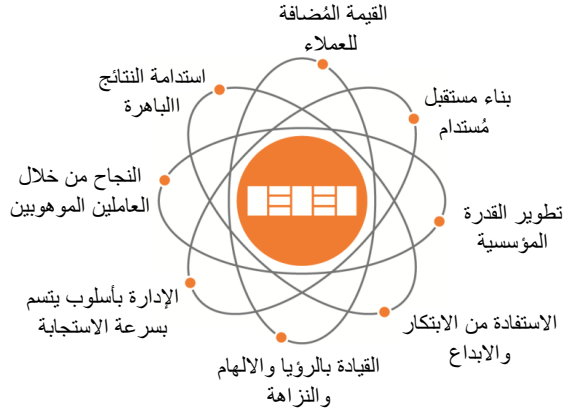 القيمة المُضافة
للعملاء
بناء مستقبل
مُستدام
تطوير القدرة
المؤسسية
الاستفادة من الابتكار
والابداع
القيادة بالرؤيا والالهام
والنزاهة
الإدارة بأسلوب يتسم
بسرعة الاستجابة
النجاح من خلال
العاملين الموهوبين
استدامة النتائج
االباهرة